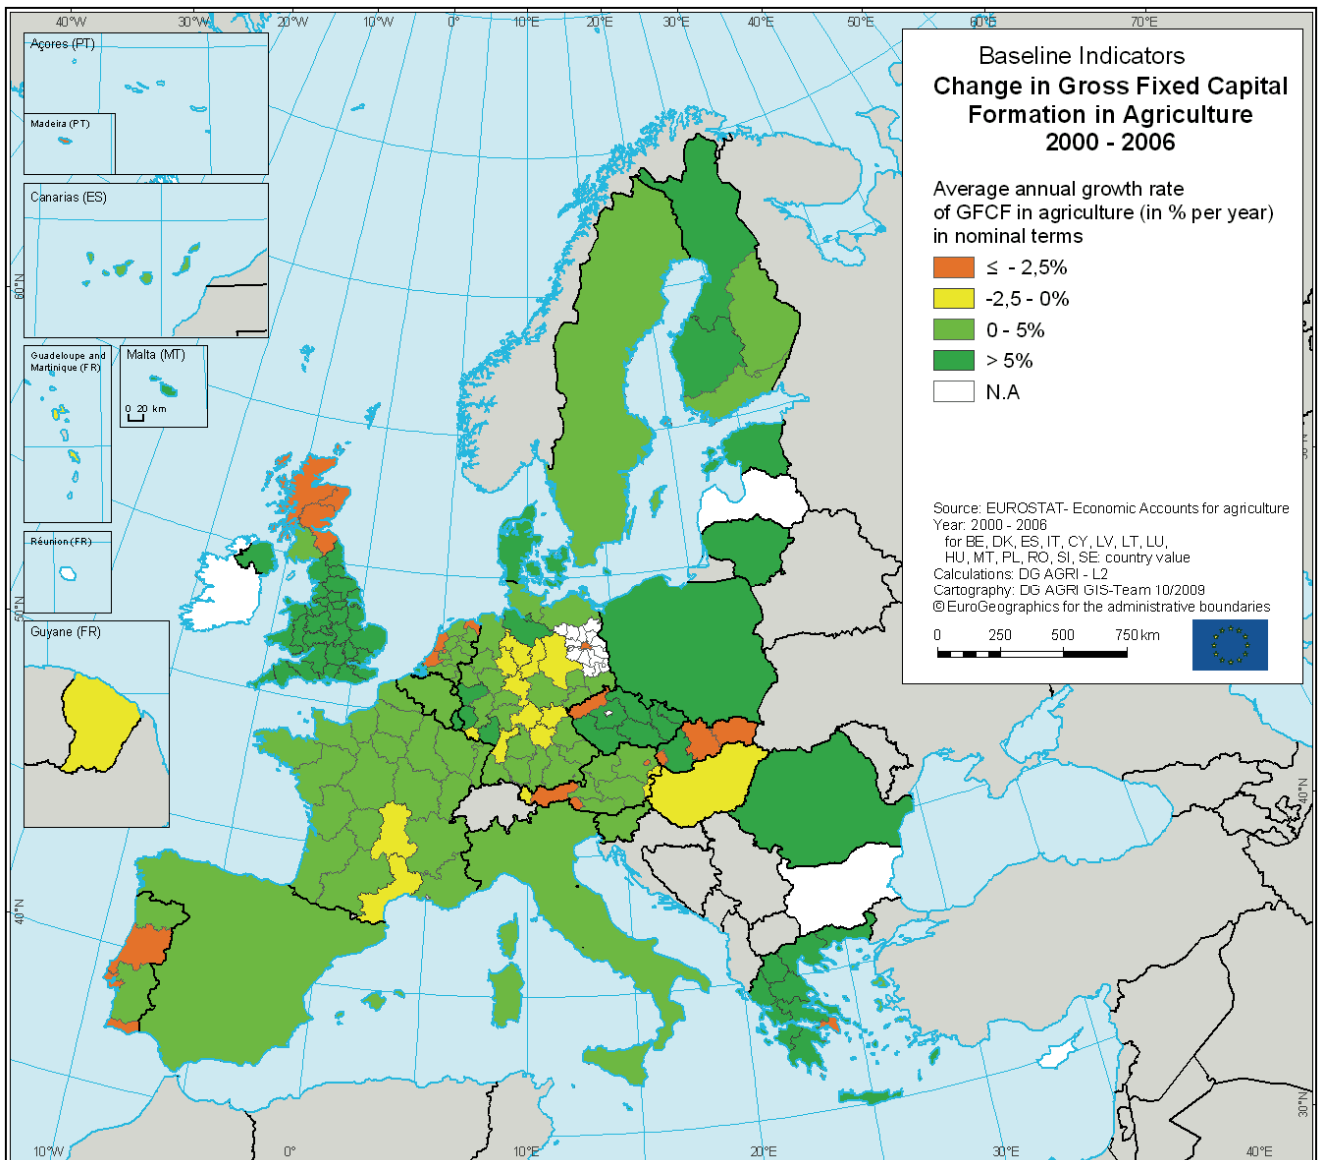 40°W 30°W 20°W 10°W 0° 10°E 20°E 30°E 40°E 50°E 60°E 70°E
Açores (PT)
Madeira (PT)
Canarias (ES)
Guadeloupe and
Martinique (FR)
Malta (MT)
0 20 km
Réunion (FR)
Guyane (FR)
60°N
50°N
40°N
Baseline Indicators
Change in Gross Fixed Capital
Formation in Agriculture
2000 - 2006
Average annual growth rate
of GFCF in agriculture (in % per year)
in nominal terms
≤ - 2,5%
-2,5 - 0%
0 - 5%
> 5%
N.A
Source: EUROSTAT- Economic Accounts for agriculture
Year: 2000 - 2006
for BE, DK, ES, IT, CY, LV, LT, LU,
HU, MT, PL, RO, SI, SE: country value
Calculations: DG AGRI - L2
Cartography: DG AGRI GIS-Team 10/2009
© EuroGeographics for the administrative boundaries
0 250 500 750 km
40°N
30°N
10°W 0° 10°E 20°E 30°E 40°E